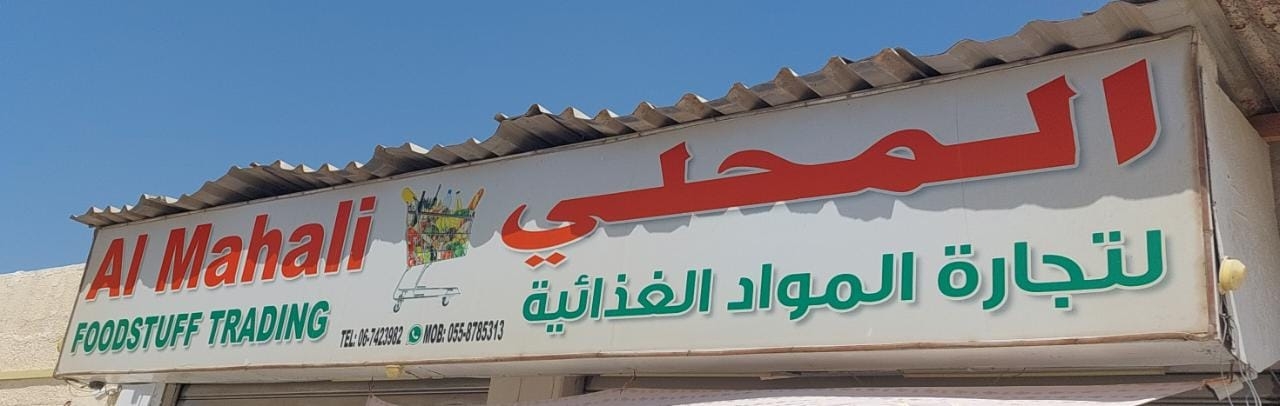 Al Mahali
المحلي
FOODSTUFF TRADING
لتجارة المواد الغذائية
TEL: 06-7423982 MOB: 055-8785313